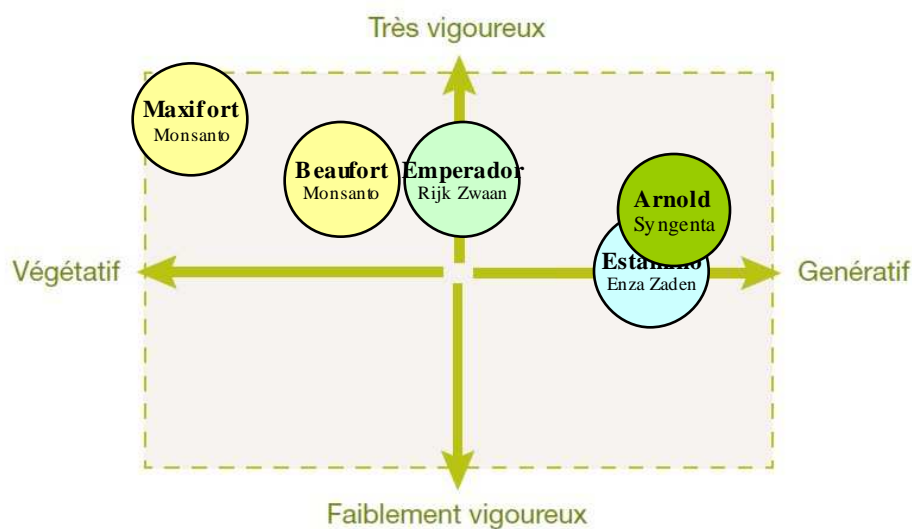 Très vigoureux
Maxifort
Monsanto
Beaufort
Monsanto
Emperador
Rijk Zwaan
Arnold
Syngenta
Végétatif
Enza Zaden
Genératif
Faiblement vigoureux